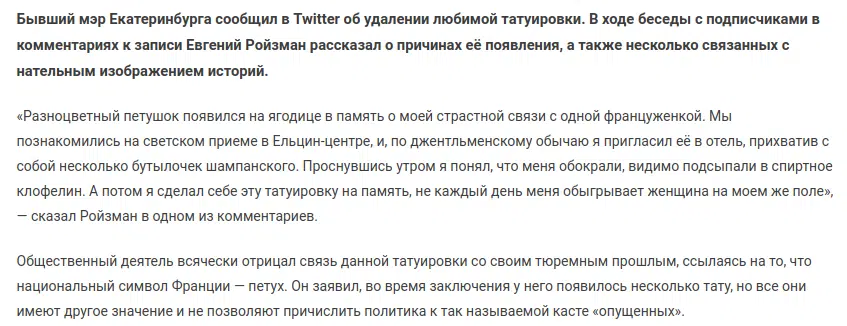 Бывший мэр Екатеринбурга сообщил в Twitter об удалении любимой татуировки. В ходе беседы с подписчиками в
комментариях к записи Евгений Ройзман рассказал о причинах её появления, а также несколько связанных с
нательным изображением историй.
«Разноцветный петушок появился на ягодице в память о моей страстной связи с одной француженкой. Мы
познакомились на светском приеме в Ельцин-центре, и, по джентльменскому обычаю я пригласил её в отель, прихватив с
собой несколько бутылочек шампанского. Проснувшись утром я понял, что меня обокрали, видимо подсыпали в спиртное
клофелин. А потом я сделал себе эту татуировку на память, не каждый день меня обыгрывает женщина на моем же поле»,
— сказал Ройзман в одном из комментариев.
Общественный деятель всячески отрицал связь данной татуировки со своим тюремным прошлым, ссылаясь на то, что
национальный символ Франции — петух. Он заявил, во время заключения у него появилось несколько тату, но все они
имеют другое значение и не позволяют причислить политика к так называемой касте «опущенных».